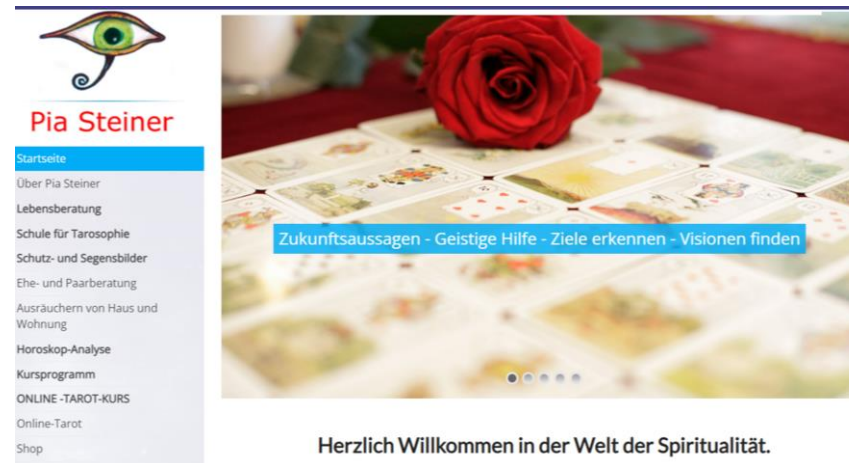 Pia Steiner
Startseite
Über Pia Steiner
Lebensberatung
Schule für Tarosophie
Schutz- und Segensbilder
Ehe- und Paarberatung
Ausräuchern von Haus und
Wohnung
Horoskop-Analyse
Kursprogramm
ONLINE -TAROT-KURS
Online-Tarot
Shop
Zukunftsaussagen - Geistige Hilfe - Ziele erkennen - Visionen finden
Herzlich Willkommen in der Welt der Spiritualität.